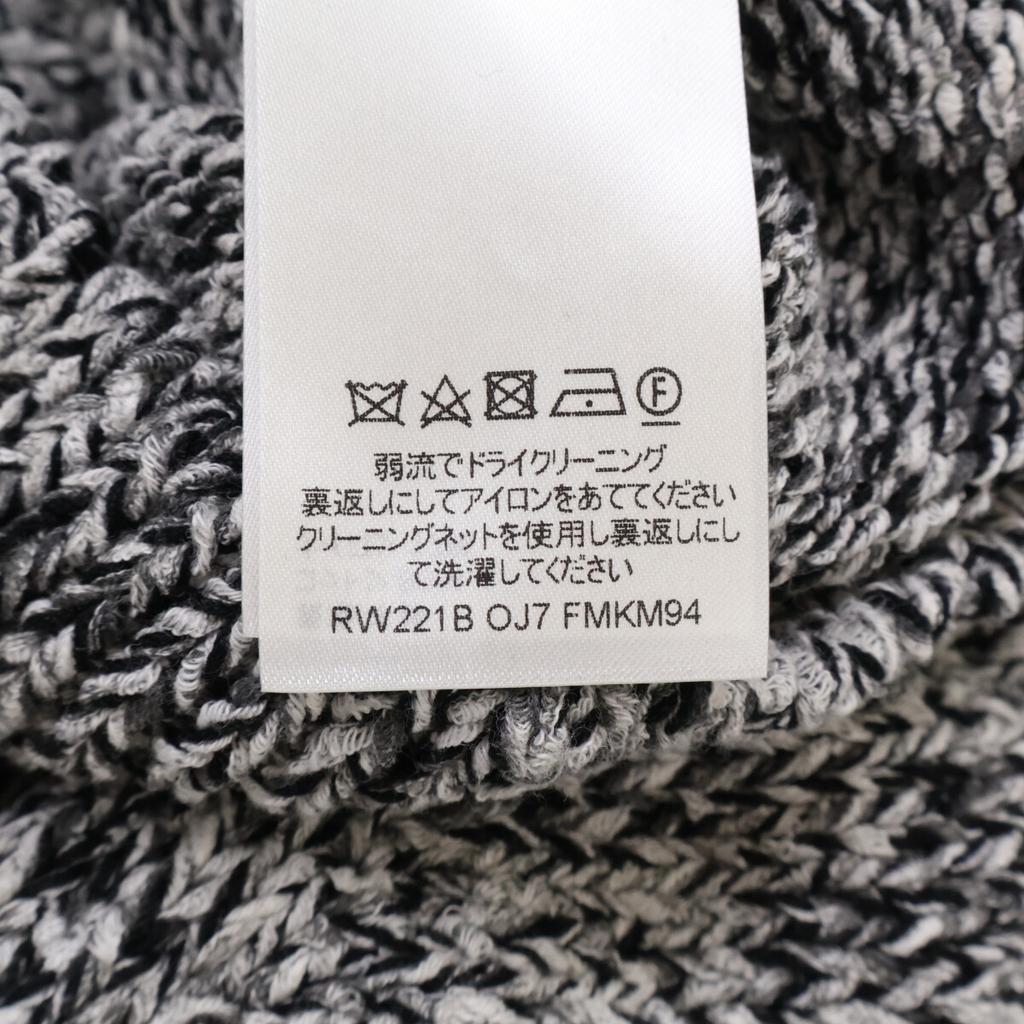 F
弱流でドライクリーニング
裏返しにしてアイロンをあててください
クリーニングネットを使用し裏返しにし
て洗濯してください
RW221B OJ7 FMKM94